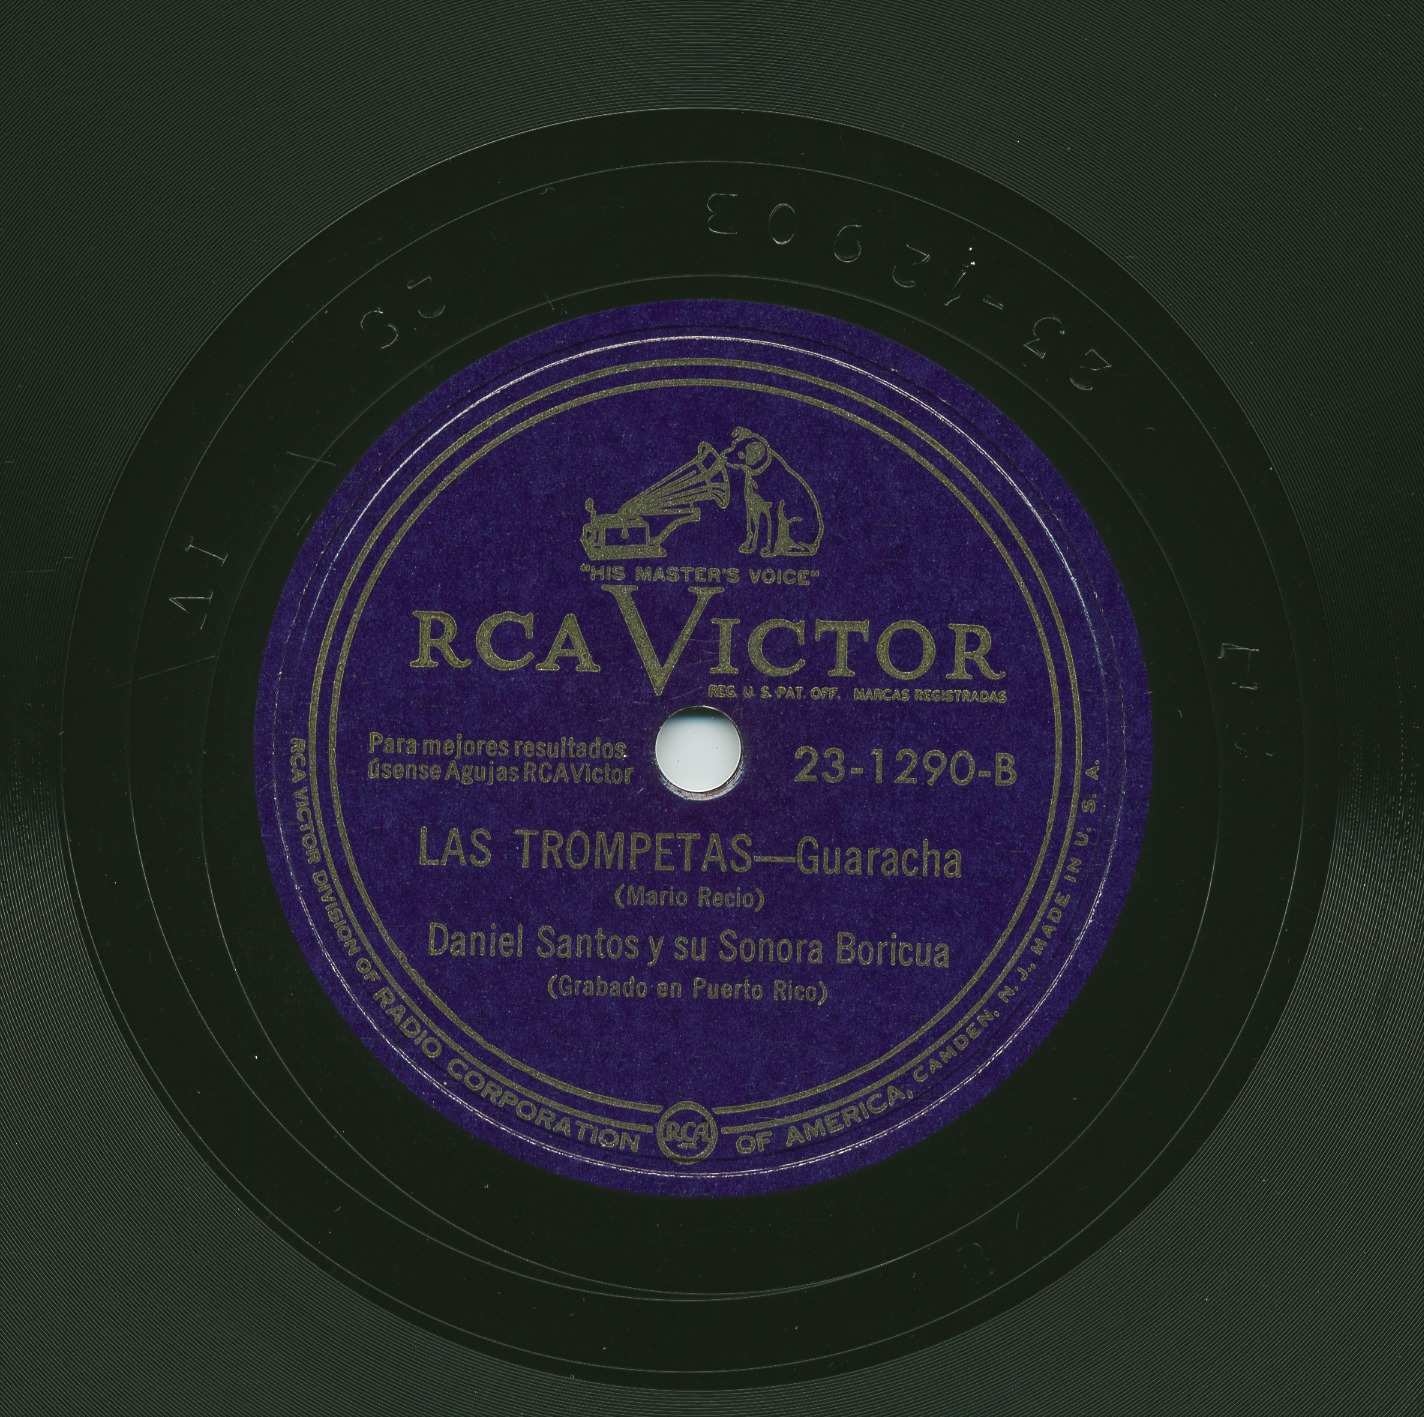 "HIS MASTER'S VOICE"
RCA VICTOR
REG. U. S. PAT. OFF. MARCAS REGISTRADAS
Para mejores resultados
úsense Agujas RCA Victor
23-1290-B
LAS TROMPETAS—Guaracha
(Mario Recio)
Daniel Santos y su Sonora Boricua
(Grabado en Puerto Rico)
RCA VICTOR DIVISION OF RADIO CORPORATION OF AMERICA, CAMDEN, N. J., MADE IN U. S. A.
RCA